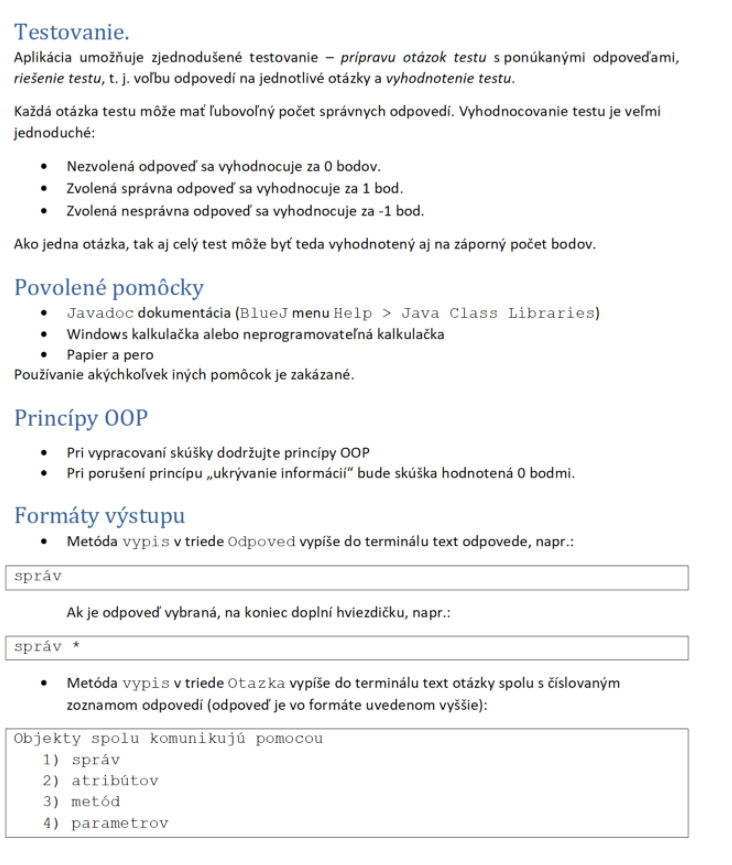 Testovanie.
Aplikácia umožňuje zjednodušené testovanie – prípravu otázok testu s ponúkanými odpoveďami,
riešenie testu, t. j. voľbu odpovedí na jednotlivé otázky a vyhodnotenie testu.
Každá otázka testu môže mať ľubovoľný počet správnych odpovedí. Vyhodnocovanie testu je veľmi
jednoduché:
• Nezvolená odpoveď sa vyhodnocuje za 0 bodov.
• Zvolená správna odpoveď sa vyhodnocuje za 1 bod.
• Zvolená nesprávna odpoveď sa vyhodnocuje za -1 bod.
Ako jedna otázka, tak aj celý test môže byť teda vyhodnotený aj na záporný počet bodov.
Povolené pomôcky
• Javadoc dokumentácia (BlueJ menu Help > Java Class Libraries)
• Windows kalkulačka alebo neprogramovateľná kalkulačka
• Papier a pero
Používanie akýchkoľvek iných pomôcok je zakázané.
Princípy OOP
• Pri vypracovaní skúšky dodržujte princípy OOP
• Pri porušení princípu „ukrývanie informácií“ bude skúška hodnotená 0 bodmi.
Formáty výstupu
• Metóda vypis v triede Odpoved vypíše do terminálu text odpovede, napr.:
správ
Ak je odpoveď vybraná, na koniec doplní hviezdičku, napr.:
správ *
• Metóda vypis v triede Otazka vypíše do terminálu text otázky spolu s číslovaným
zoznamom odpovedí (odpoveď je vo formáte uvedenom vyššie):
Objekty spolu komunikujú pomocou
1) správ
2) atribútov
3) metód
4) parametrov